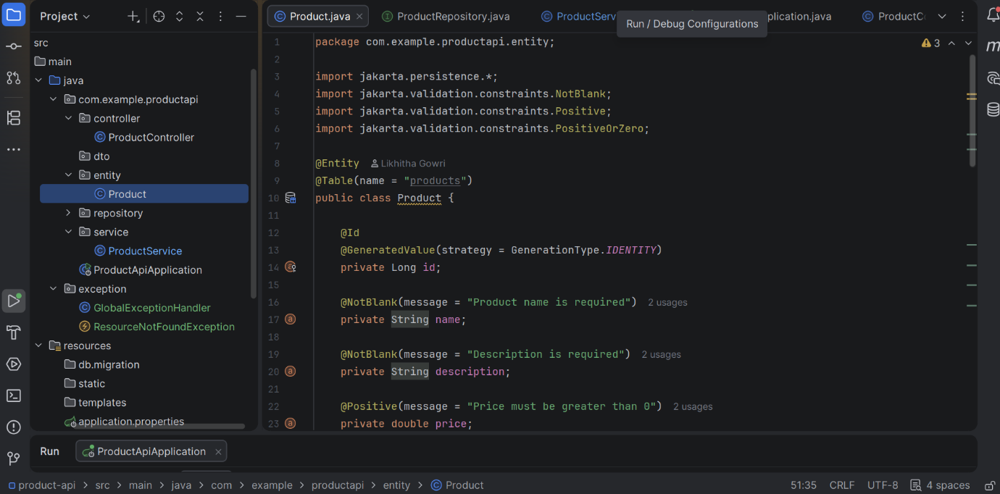 Project
Product.java
ProductRepository.java
ProductServ
plication.java
ProductC
Run / Debug Configurations
src
main
java
com.example.productapi
controller
ProductController
dto
entity
Product
repository
service
ProductService
ProductApiApplication
exception
GlobalExceptionHandler
ResourceNotFoundException
resources
db.migration
static
templates
application.properties
3
1 package com.example.productapi.entity;
2
3 import jakarta.persistence.*;
4 import jakarta.validation.constraints.NotBlank;
5 import jakarta.validation.constraints.Positive;
6 import jakarta.validation.constraints.PositiveOrZero;
7
8 @Entity Likhitha Gowri
9 @Table(name = "products")
10 public class Product {
11
12 @Id
13 @GeneratedValue(strategy = GenerationType.IDENTITY)
14 private Long id;
15
16 @NotBlank(message = "Product name is required") 2 usages
17 private String name;
18
19 @NotBlank(message = "Description is required") 2 usages
20 private String description;
21
22 @Positive(message = "Price must be greater than 0") 2 usages
23 private double price;
m
Run
ProductApiApplication
product-api > src > main > java > com > example > productapi > entity > Product
51:35 CRLF UTF-8 4 spaces